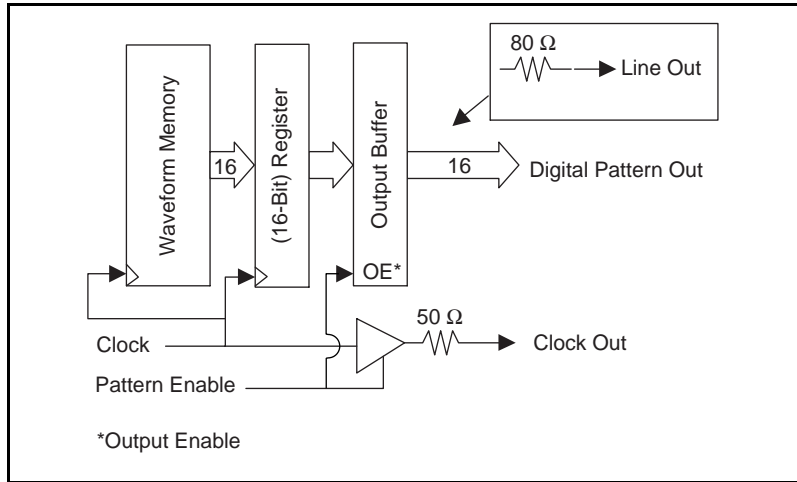 Waveform Memory
16
(16-Bit) Register
Output Buffer
OE*
80 Ω
Line Out
16
Digital Pattern Out
50 Ω
Clock
Clock Out
Pattern Enable
*Output Enable